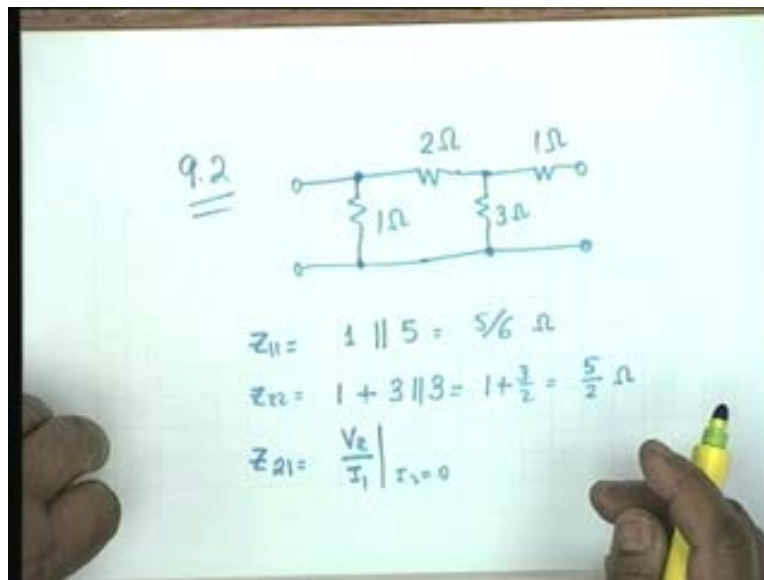 9.2
2Ω 1Ω
1Ω 3Ω
Z11 = 1 || 5 = 5/6 Ω
Z22 = 1 + 3||3 = 1 + 3/2 = 5/2 Ω
Z21 = V2/I1 | I2=0